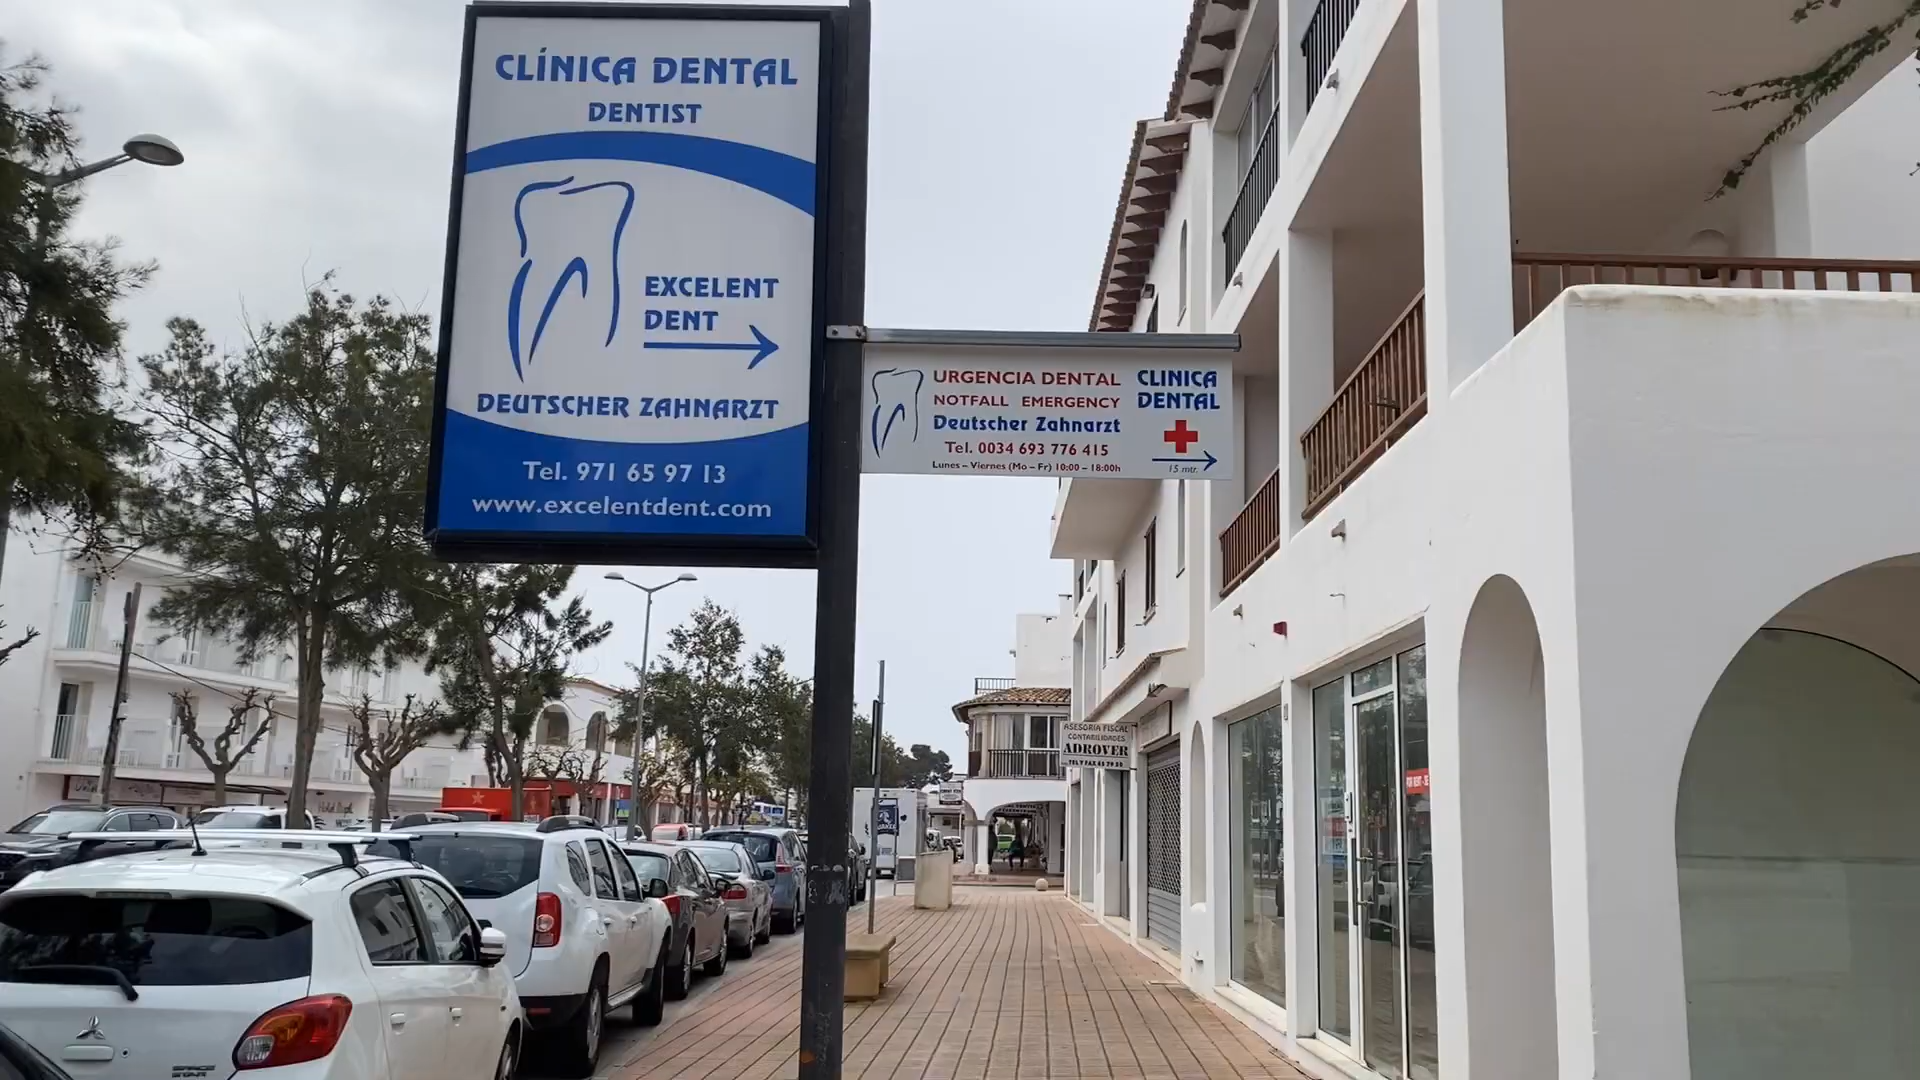 CLÍNICA DENTAL
DENTIST
EXCELENT
DENT
DEUTSCHER ZAHNARZT
Tel. 971 65 97 13
www.excelentdent.com
URGENCIA DENTAL
NOTFALL EMERGENCY
Deutscher Zahnarzt
Tel. 0034 693 776 415
Lunes – Viernes (Mo – Fr) 10:00 – 18:00h
CLINICA
DENTAL
15 mtr.
ASESORIA FISCAL
CONTABILIDADES
ADROVER
SPACE
STAR